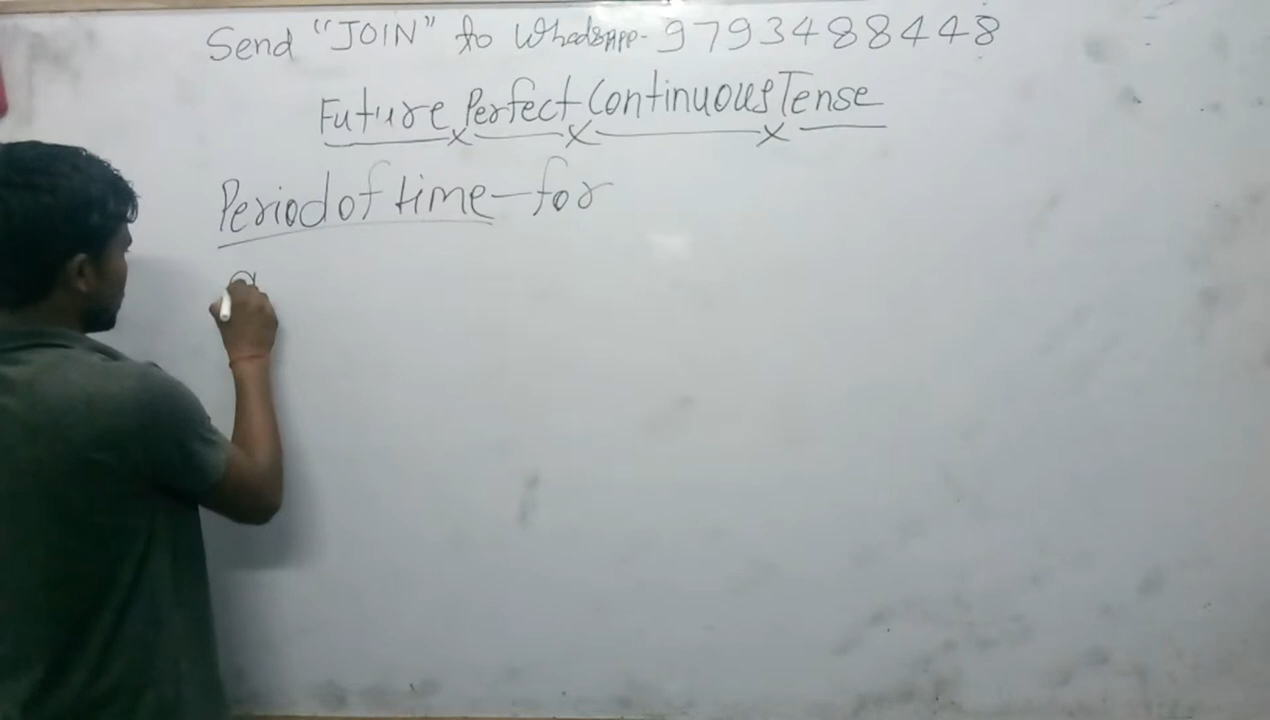 Send "JOIN" to Whatsapp- 9793488448
Future Perfect Continuous Tense
Period of time - for